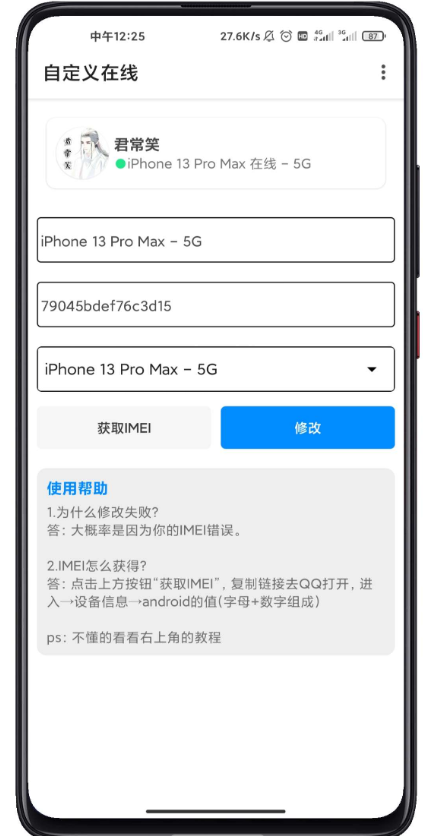 中午12:25
27.6K/s HD 4G 3G 87
自定义在线
君常笑
君常笑
iPhone 13 Pro Max 在线 - 5G
iPhone 13 Pro Max - 5G
79045bdef76c3d15
iPhone 13 Pro Max - 5G
获取IMEI
修改
使用帮助
1.为什么修改失败?
答: 大概率是因为你的IMEI错误。
2.IMEI怎么获得?
答: 点击上方按钮“获取IMEI”, 复制链接去QQ打开, 进
入→设备信息→android的值(字母+数字组成)
ps: 不懂的看看右上角的教程